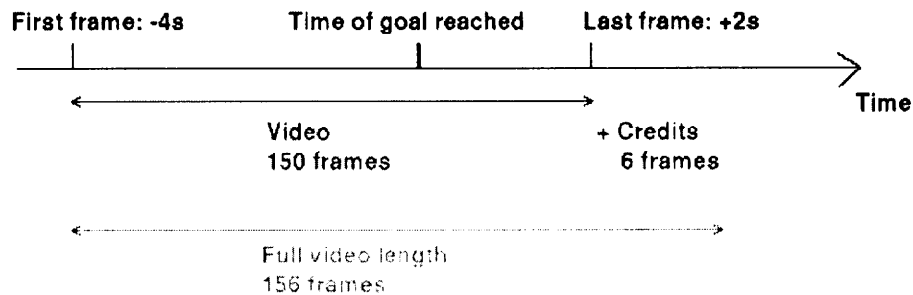 First frame: -4s
Time of goal reached
Last frame: +2s
Time
Video
150 frames
+ Credits
6 frames
Full video length
156 frames